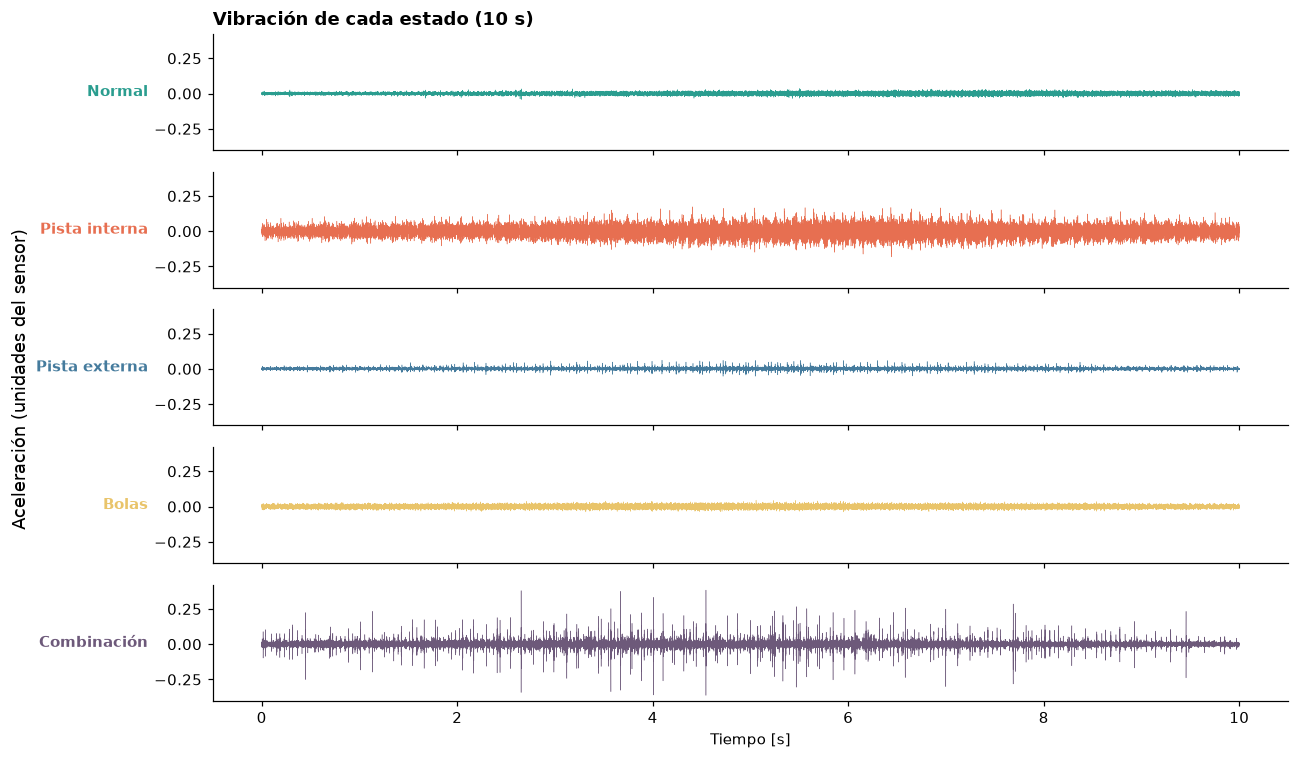 Vibración de cada estado (10 s)
Aceleración (unidades del sensor)
Normal
0.25
0.00
−0.25
Pista interna
0.25
0.00
−0.25
Pista externa
0.25
0.00
−0.25
Bolas
0.25
0.00
−0.25
Combinación
0.25
0.00
−0.25
0 2 4 6 8 10
Tiempo [s]